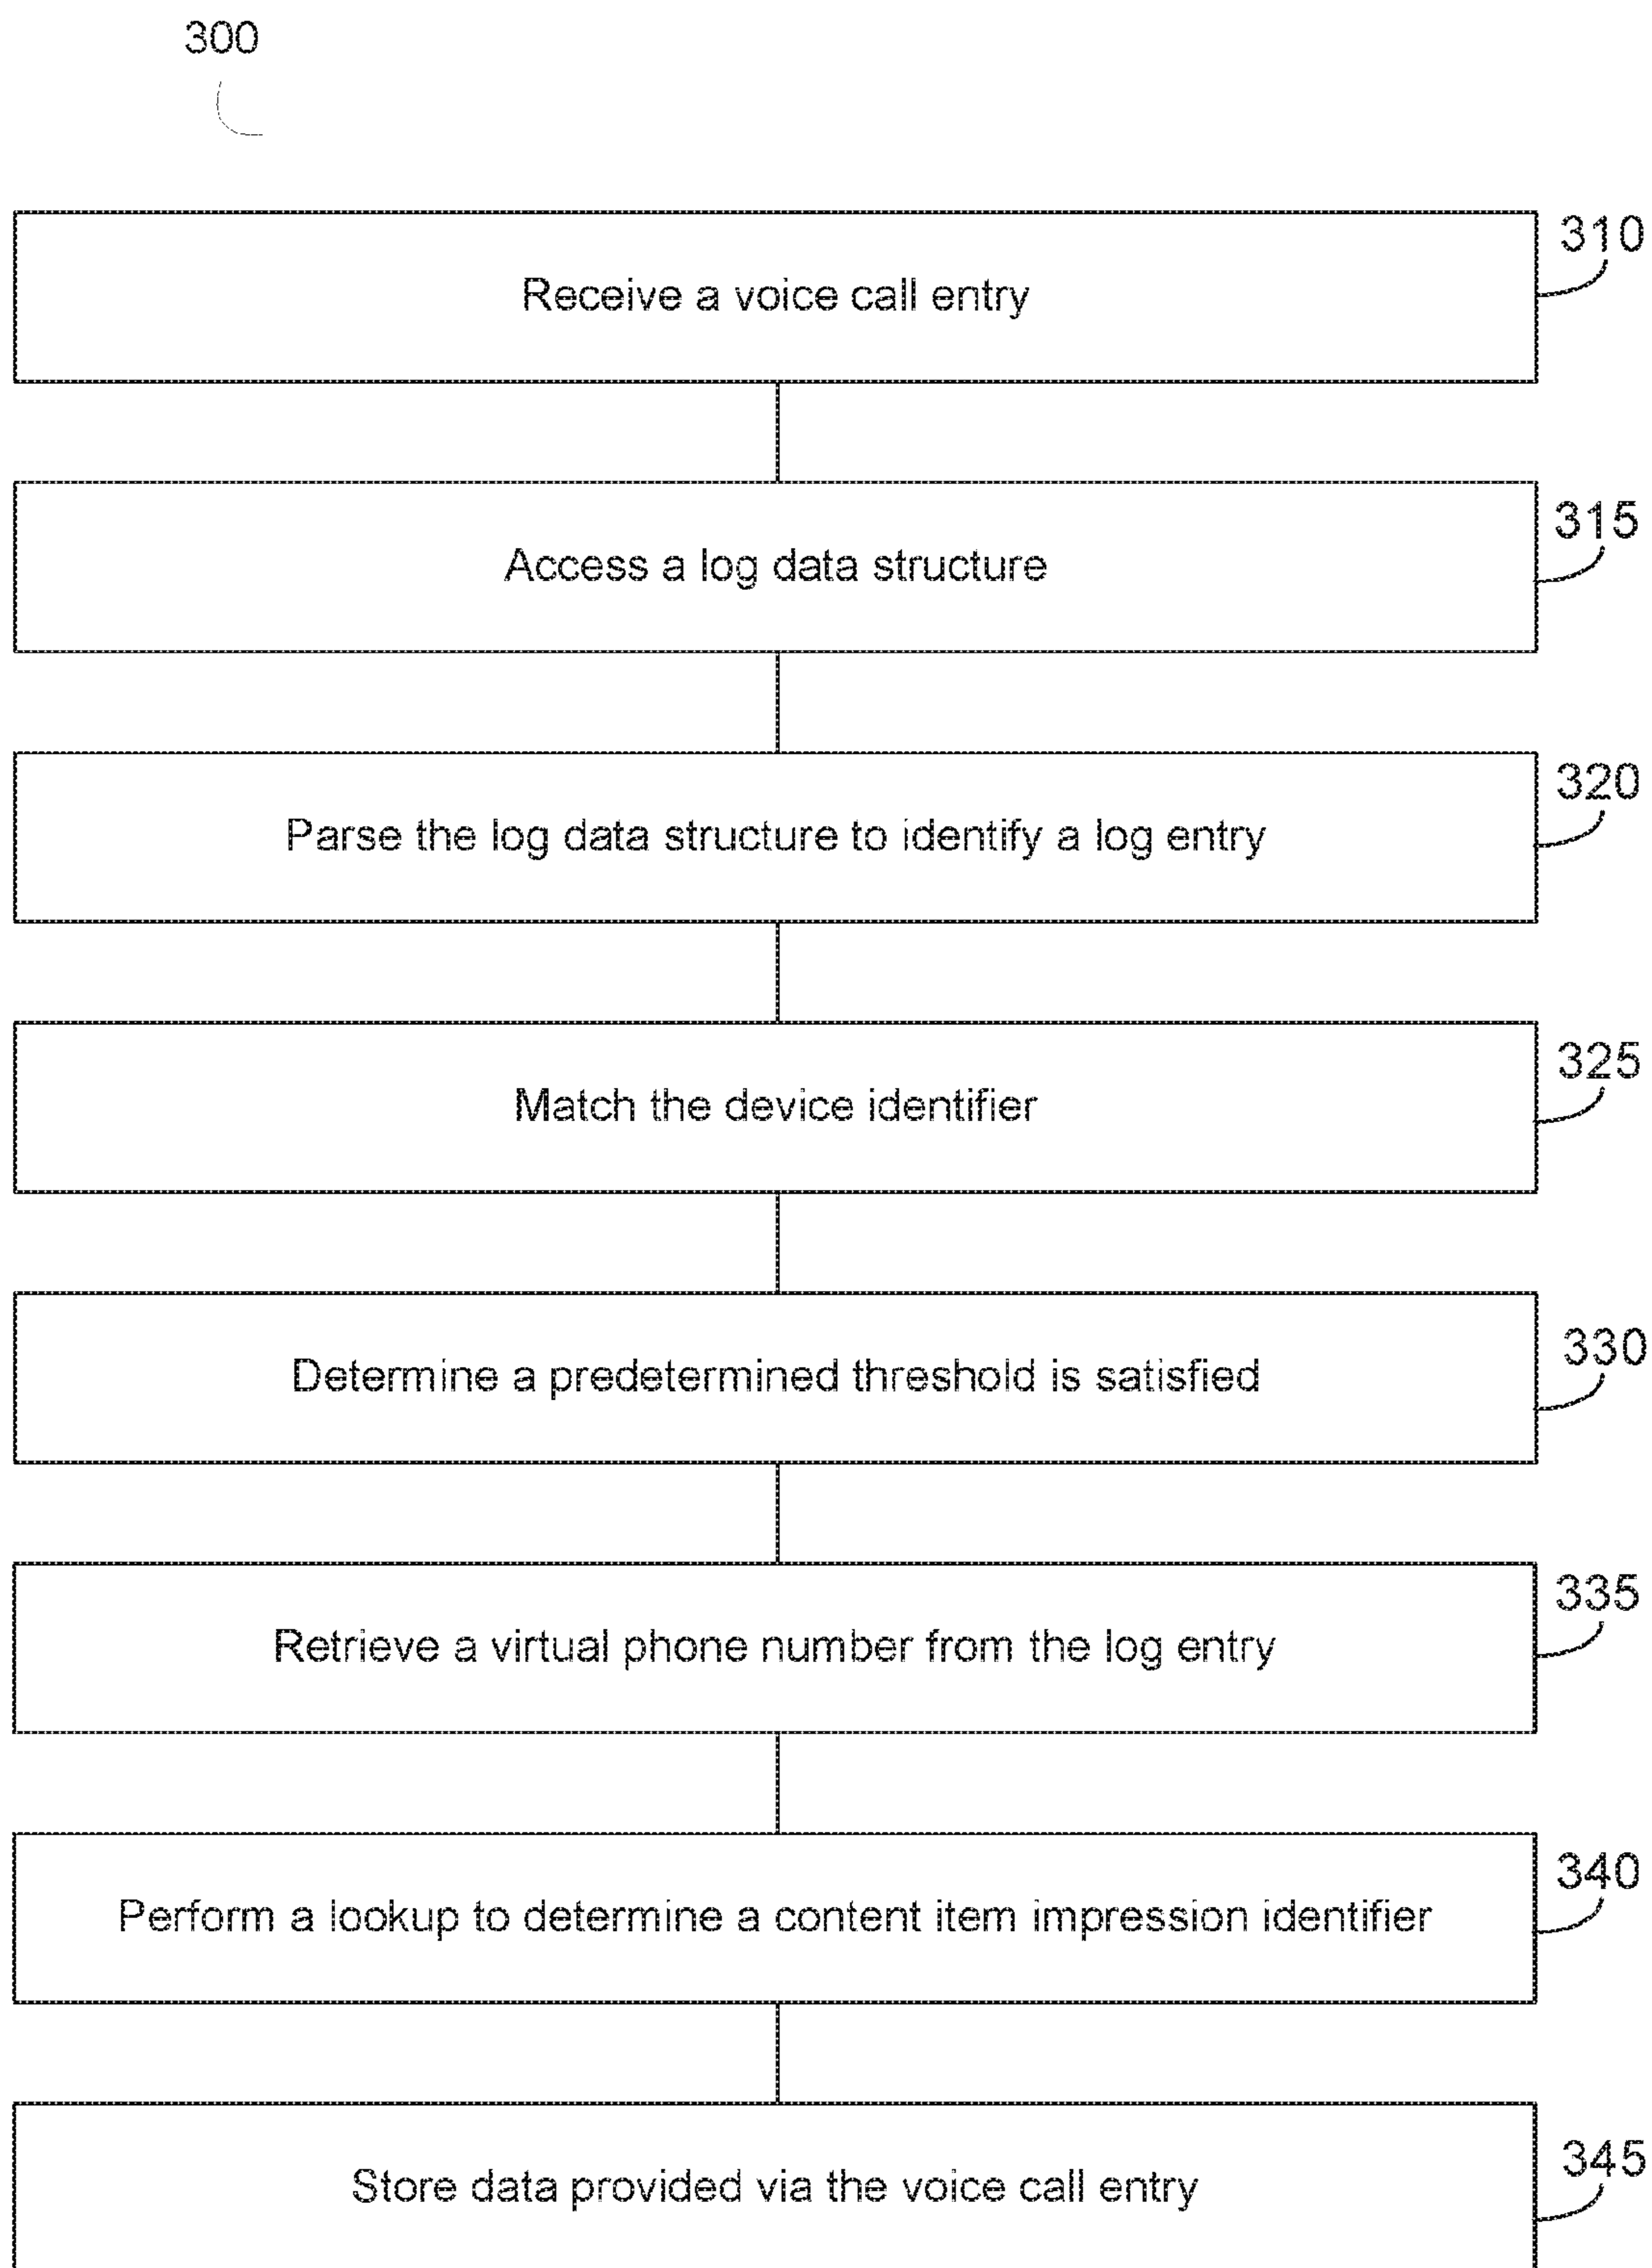 300
310
Receive a voice call entry
315
Access a log data structure
320
Parse the log data structure to identify a log entry
325
Match the device identifier
330
Determine a predetermined threshold is satisfied
335
Retrieve a virtual phone number from the log entry
340
Perform a lookup to determine a content item impression identifier
345
Store data provided via the voice call entry